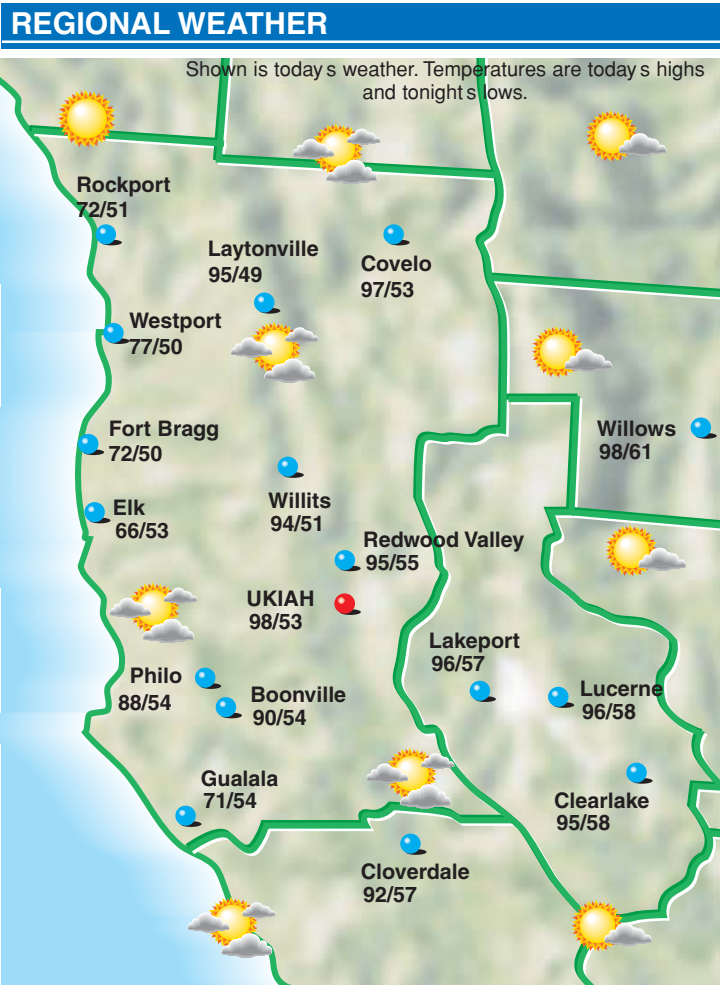 REGIONAL WEATHER
Shown is today s weather. Temperatures are today s highs
and tonight s lows.
Rockport
72/51
Laytonville
95/49
Covelo
97/53
Westport
77/50
Fort Bragg
72/50
Willows
98/61
Willits
94/51
Elk
66/53
Redwood Valley
95/55
UKIAH
98/53
Lakeport
96/57
Philo
88/54
Boonville
90/54
Lucerne
96/58
Gualala
71/54
Clearlake
95/58
Cloverdale
92/57